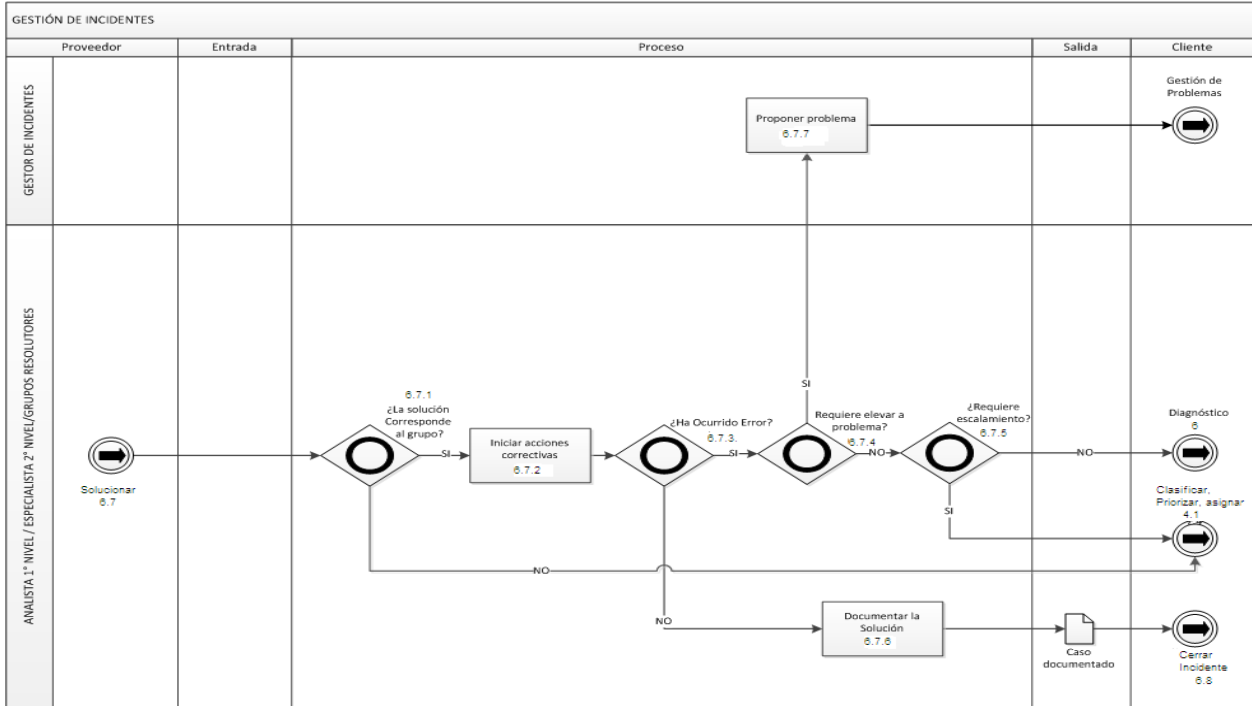 GESTIÓN DE INCIDENTES
Proveedor
Entrada
Proceso
Salida
Cliente
GESTOR DE INCIDENTES
Proponer problema
6.7.7
Gestión de
Problemas
SI
ANALISTA 1° NIVEL / ESPECIALISTA 2° NIVEL/GRUPOS RESOLUTORES
Solucionar
6.7
6.7.1
¿La solución
Corresponde
al grupo?
SI
NO
Iniciar acciones
correctivas
6.7.2
¿Ha Ocurrido Error?
6.7.3.
SI
NO
Requiere elevar a
problema?
6.7.4
NO
¿Requiere
escalamiento?
6.7.5
NO
SI
Diagnóstico
6
Clasificar,
Priorizar, asignar
4.1
Documentar la
Solución
6.7.6
Caso
documentado
Cerrar
Incidente
6.8